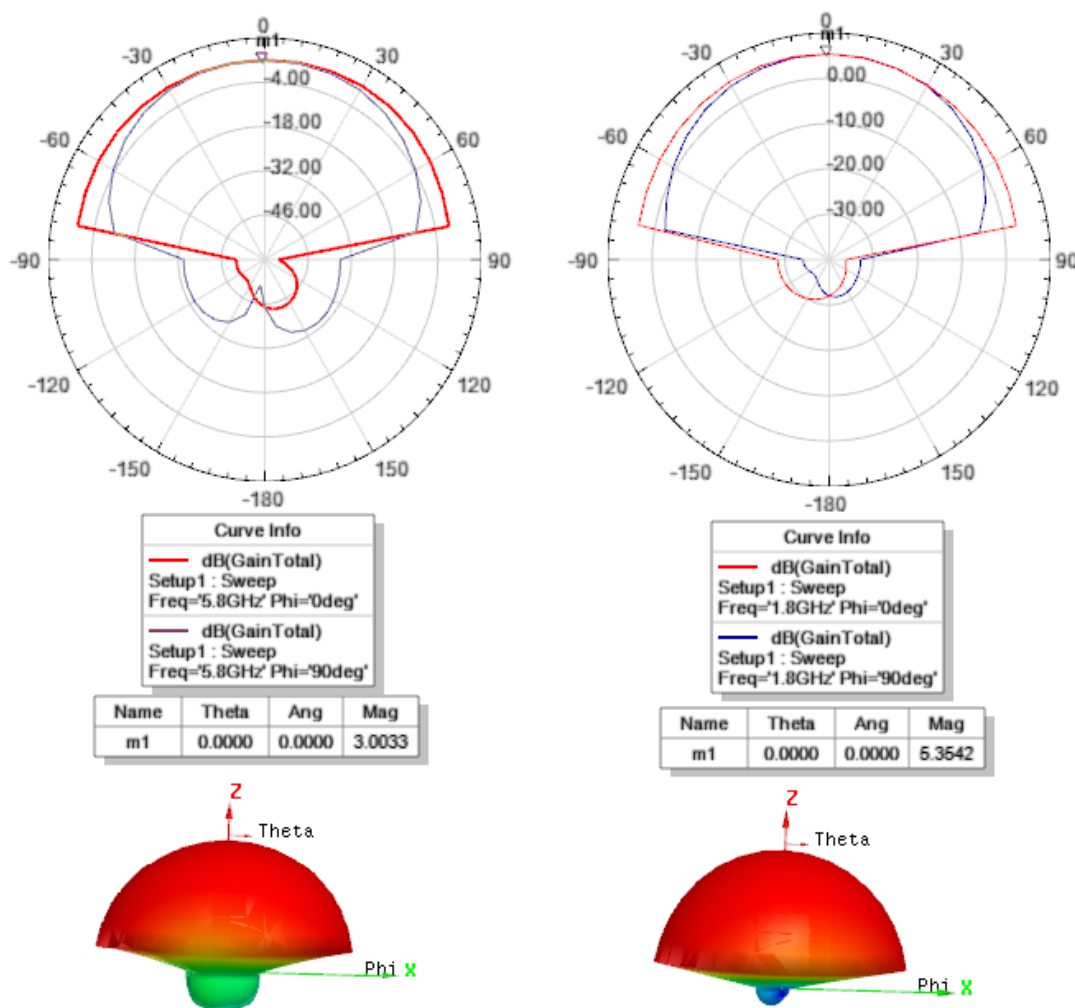 0
m1
-30
30
-4.00
-18.00
-60
60
-32.00
-46.00
-90
90
-120
120
-150
150
-180
Curve Info
dB(GainTotal)
Setup1 : Sweep
Freq='5.8GHz' Phi='0deg'
dB(GainTotal)
Setup1 : Sweep
Freq='5.8GHz' Phi='90deg'
Name Theta Ang Mag
m1 0.0000 0.0000 3.0033
Z
Theta
Phi X
0
m1
-30
30
0.00
-10.00
-60
60
-20.00
-30.00
-90
90
-120
120
-150
150
-180
Curve Info
dB(GainTotal)
Setup1 : Sweep
Freq='1.8GHz' Phi='0deg'
dB(GainTotal)
Setup1 : Sweep
Freq='1.8GHz' Phi='90deg'
Name Theta Ang Mag
m1 0.0000 0.0000 5.3542
Z
Theta
Phi X